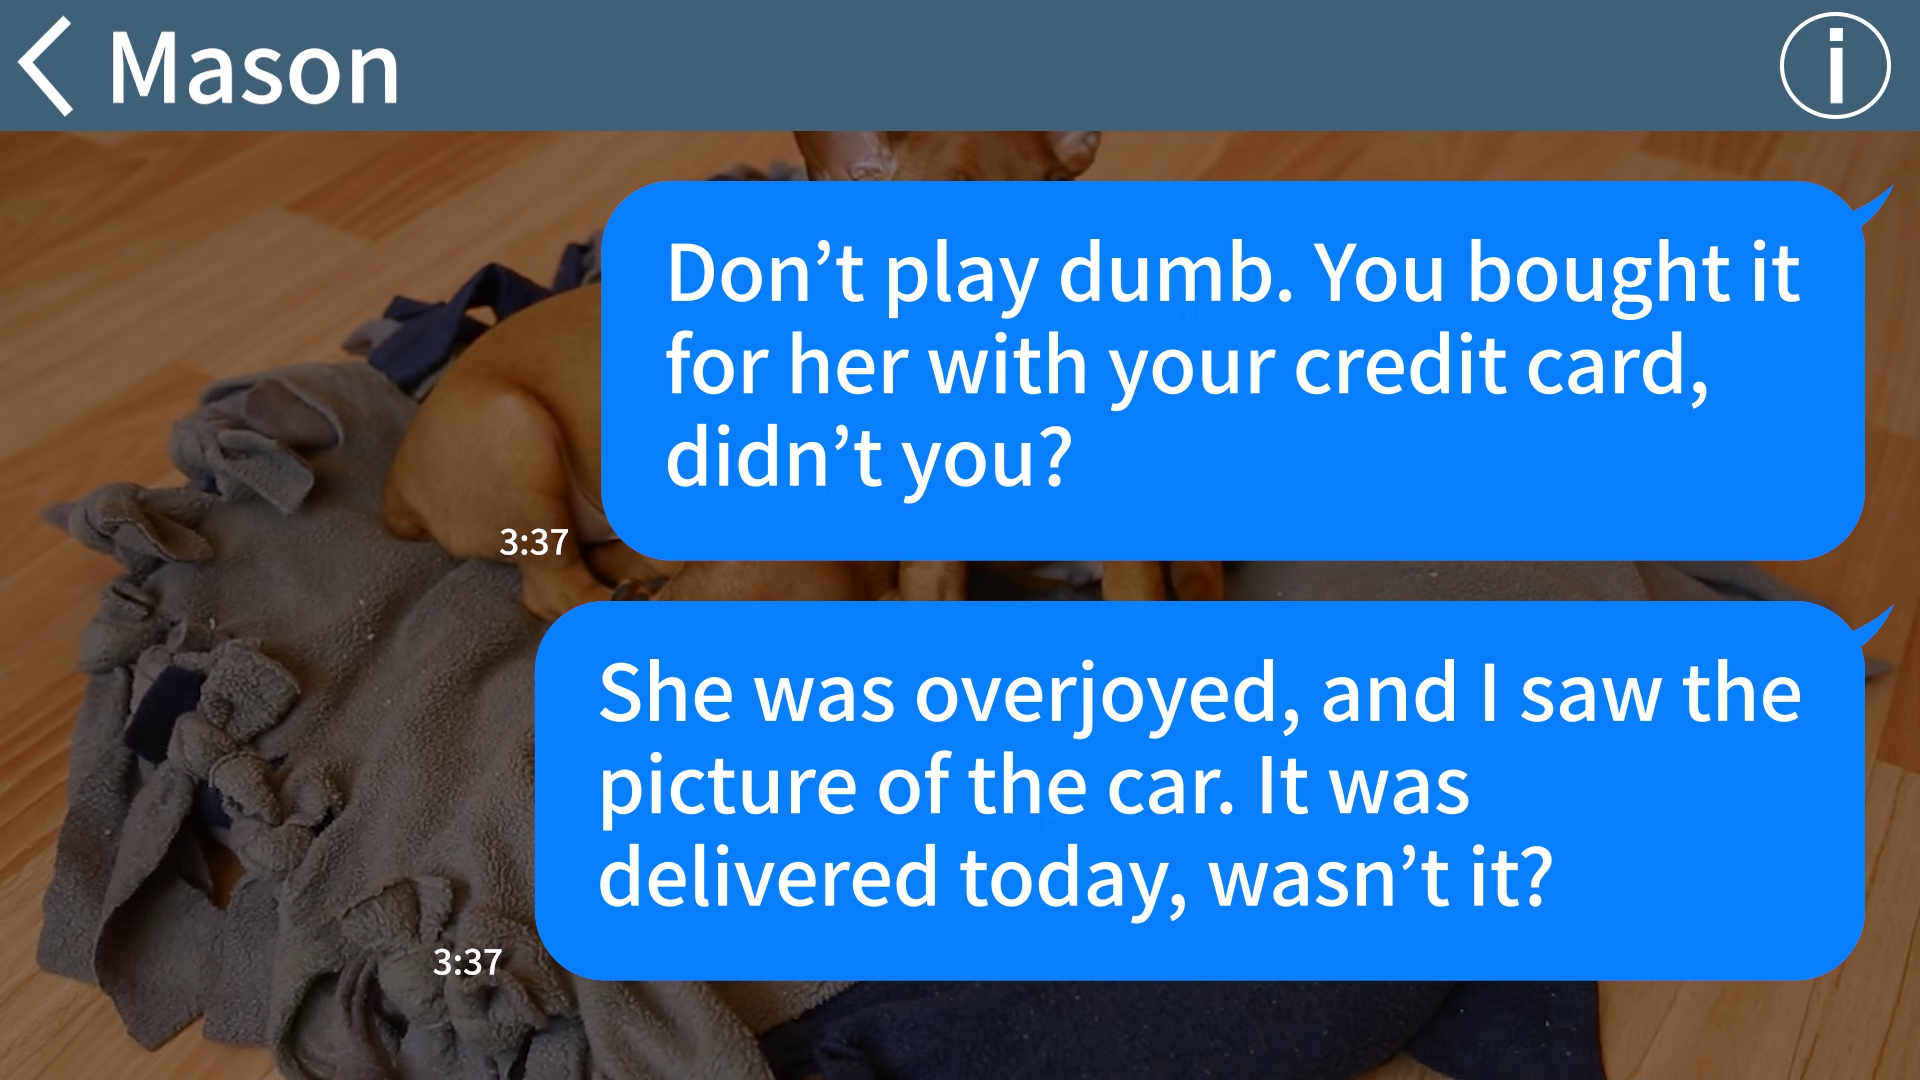 Mason
Don’t play dumb. You bought it
for her with your credit card,
didn’t you?
3:37
She was overjoyed, and I saw the
picture of the car. It was
delivered today, wasn’t it?
3:37